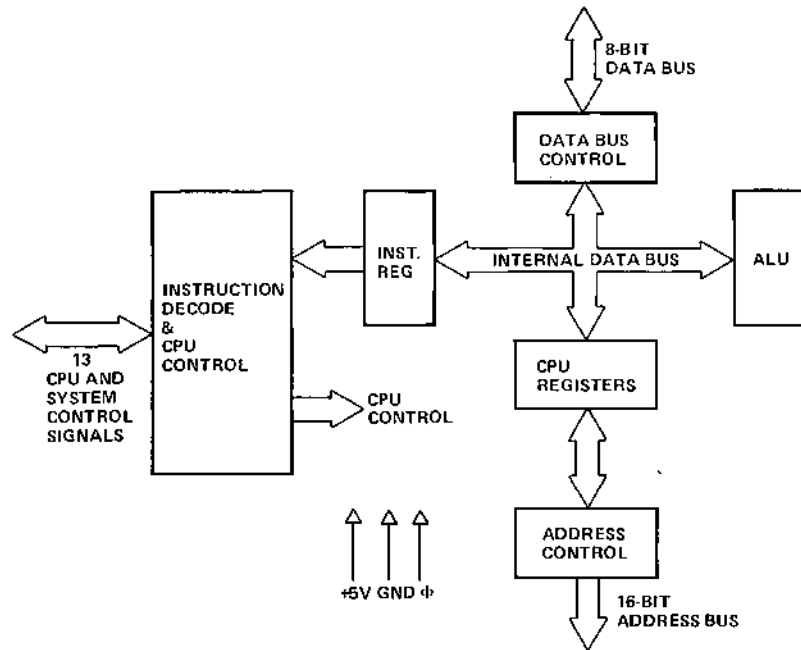 8-BIT
DATA BUS
DATA BUS
CONTROL
INST.
REG
INTERNAL DATA BUS
ALU
INSTRUCTION
DECODE
&
CPU
CONTROL
13
CPU AND
SYSTEM
CONTROL
SIGNALS
CPU
REGISTERS
CPU
CONTROL
ADDRESS
CONTROL
+5V GND Φ
16-BIT
ADDRESS BUS